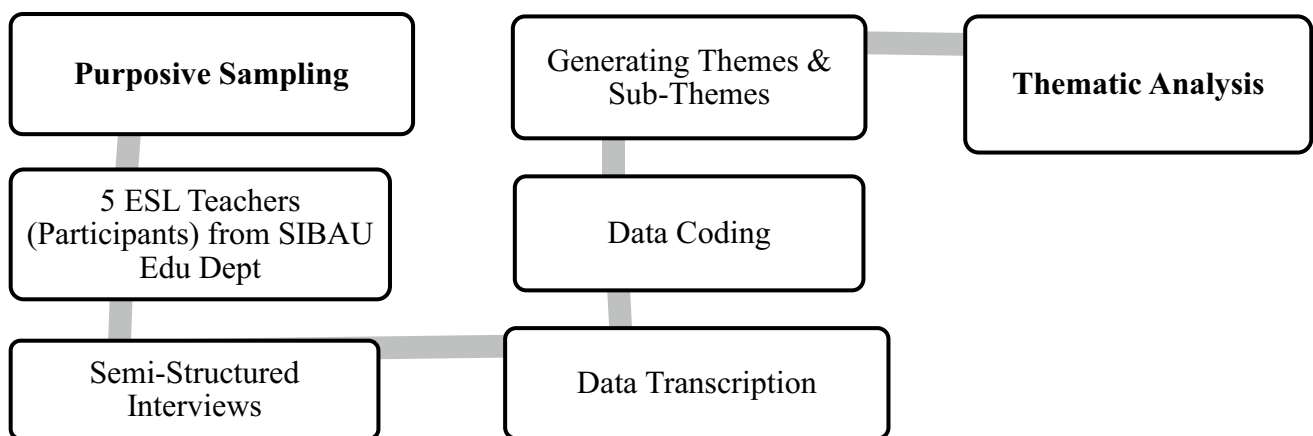 Purposive Sampling
5 ESL Teachers
(Participants) from SIBAU
Edu Dept
Semi-Structured
Interviews
Data Transcription
Data Coding
Generating Themes &
Sub-Themes
Thematic Analysis